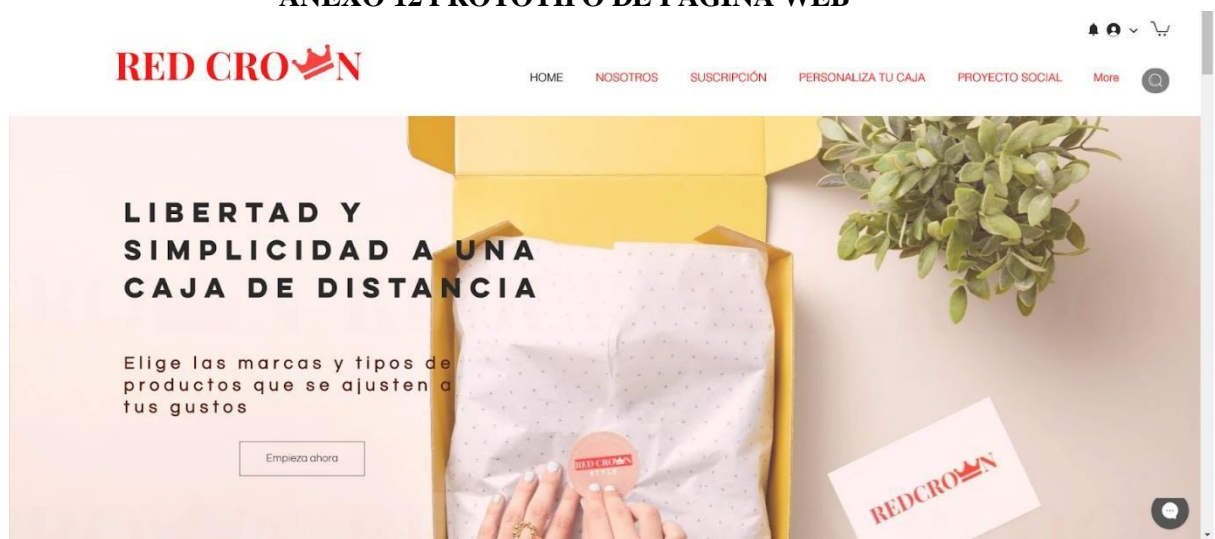 ANEXO 12 PROTOTIPO DE PÁGINA WEB
RED CROWN
HOME NOSOTROS SUSCRIPCIÓN PERSONALIZA TU CAJA PROYECTO SOCIAL More
LIBERTAD Y
SIMPLICIDAD A UNA
CAJA DE DISTANCIA
Elige las marcas y tipos de
productos que se ajusten a
tus gustos
Empieza ahora
RED CROWN
STYLE
REDCROWN